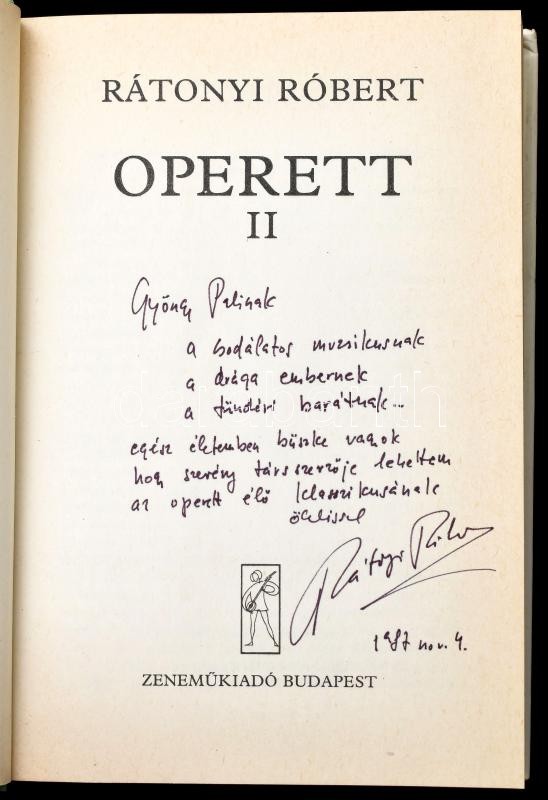 RÁTONYI RÓBERT
OPERETT
II
Gyöngy Palinak
a bodálatos muzsikusnak
a drága embernek
a tündéri barátnak...
egész életemben büszke vagyok
hogy szerény társszerzője lehettem
az operett élő klasszikusának
öleléssel
Rátonyi Róbert
1987 nov. 4.
ZENEMŰKIADÓ BUDAPEST